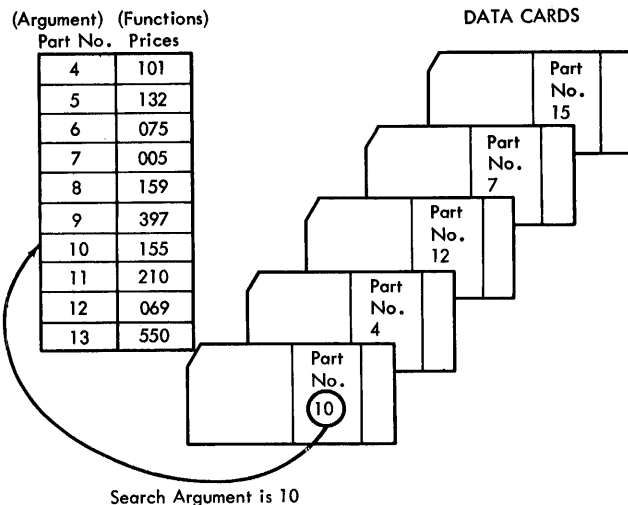 (Argument) (Functions)
Part No. Prices
4 101
5 132
6 075
7 005
8 159
9 397
10 155
11 210
12 069
13 550
DATA CARDS
Part
No.
15
Part
No.
7
Part
No.
12
Part
No.
4
Part
No.
10
Search Argument is 10